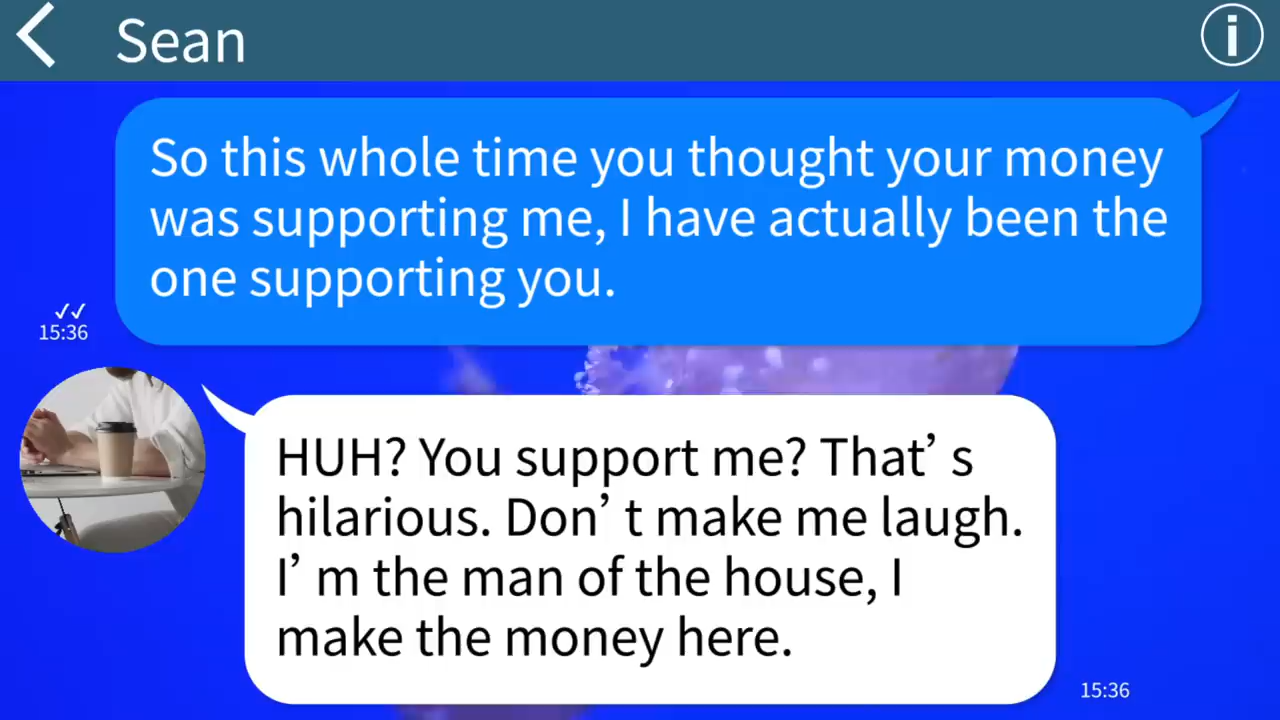 Sean
So this whole time you thought your money
was supporting me, I have actually been the
one supporting you.
15:36
HUH? You support me? That’ s
hilarious. Don’ t make me laugh.
I’ m the man of the house, I
make the money here.
15:36